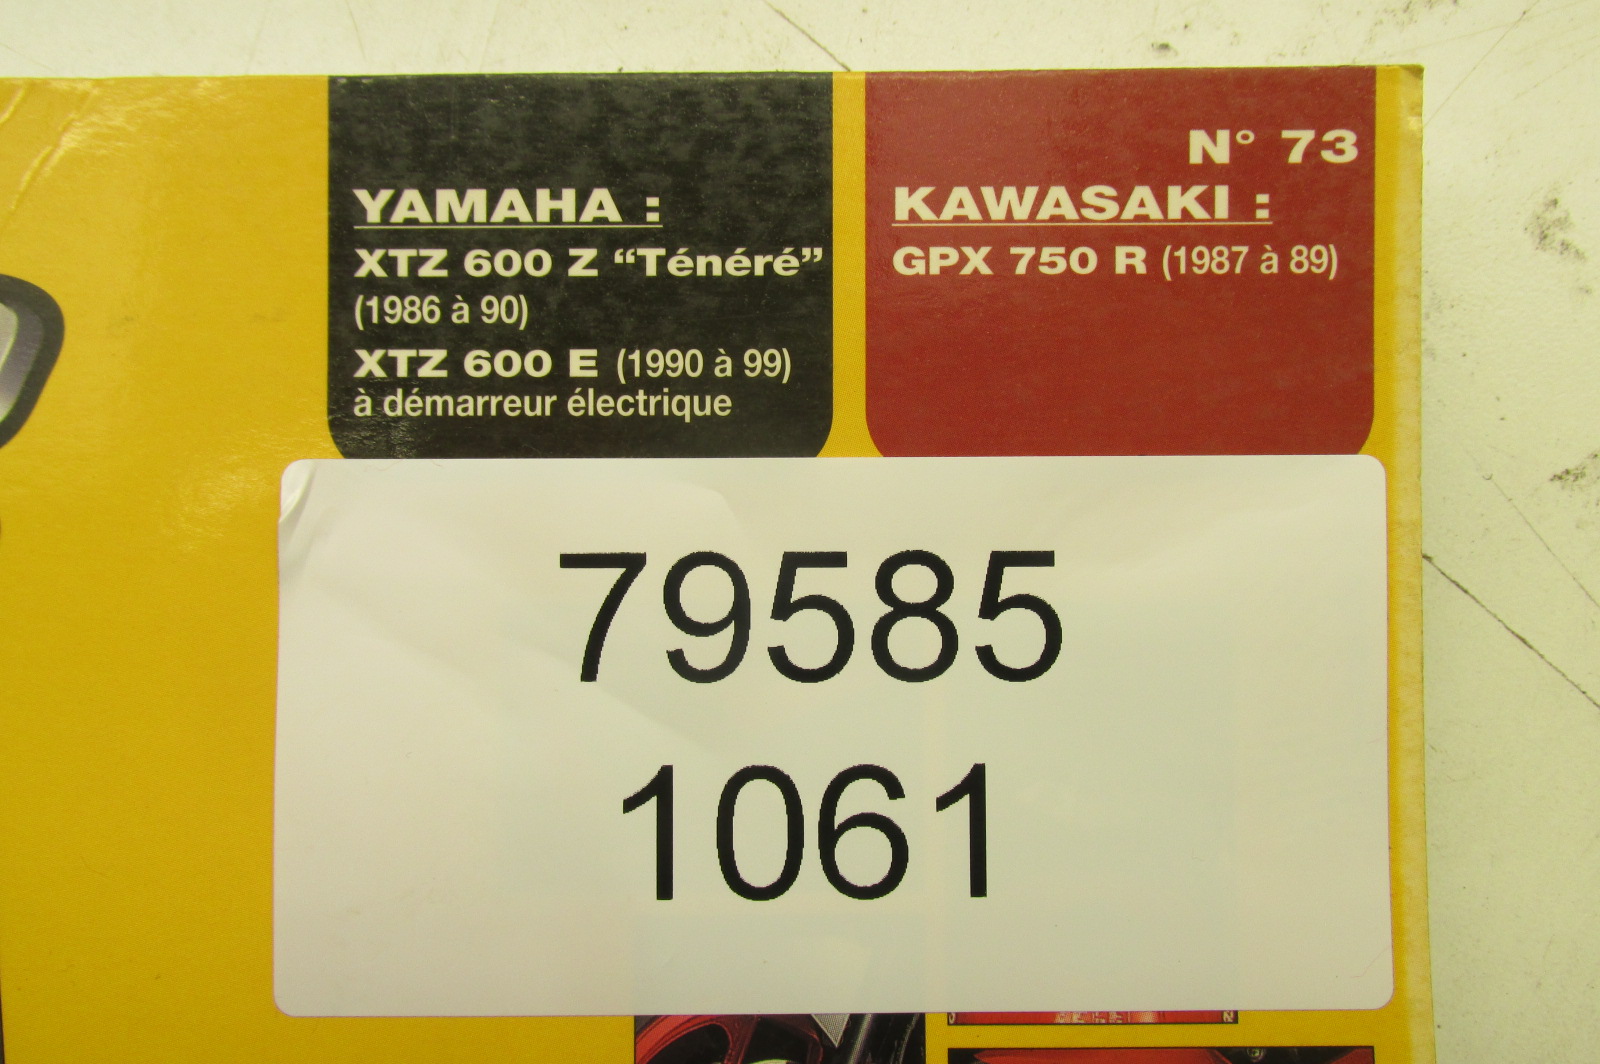 YAMAHA :
XTZ 600 Z “Ténéré”
(1986 à 90)
XTZ 600 E (1990 à 99)
à démarreur électrique
N° 73
KAWASAKI :
GPX 750 R (1987 à 89)
79585
1061